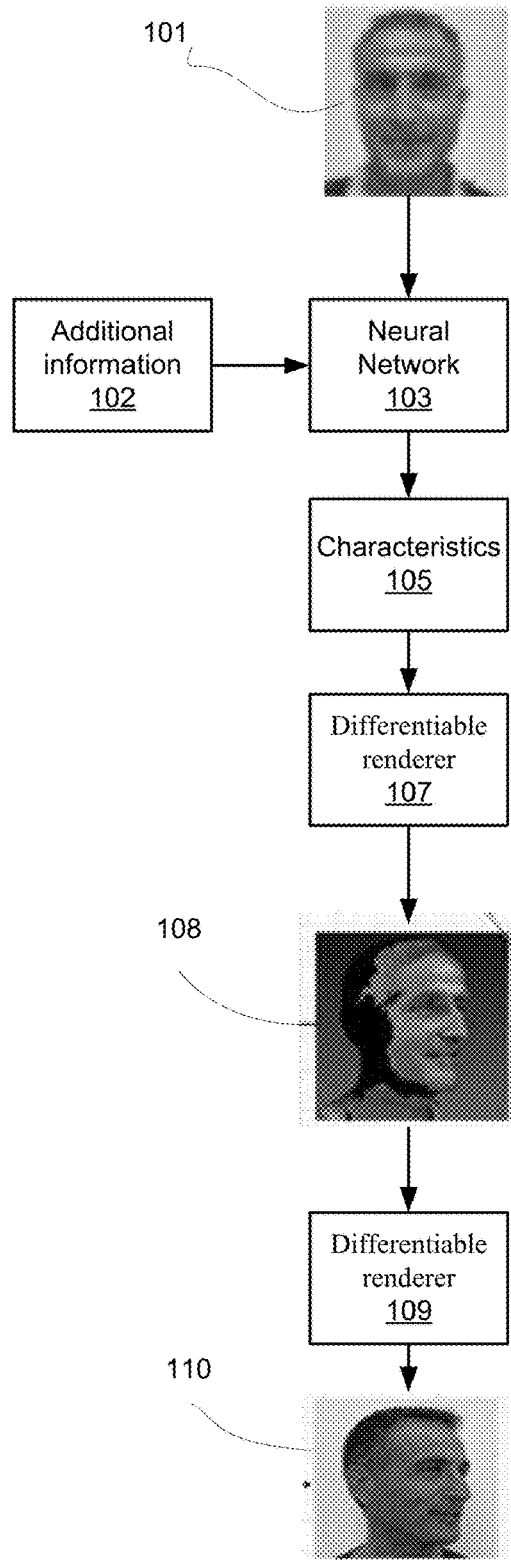 101
Additional
information
102
Neural
Network
103
Characteristics
105
Differentiable
renderer
107
108
Differentiable
renderer
109
110